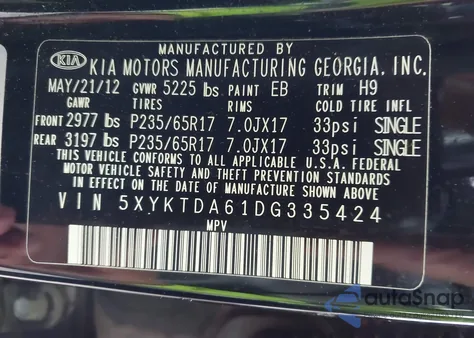 MANUFACTURED BY
KIA KIA MOTORS MANUFACTURING GEORGIA, INC.
MAY/21/12 GVWR 5225 lbs PAINT EB TRIM H9
GAWR TIRES RIMS COLD TIRE INFL
FRONT 2977 lbs P235/65R17 7.0JX17 33psi SINGLE
REAR 3197 lbs P235/65R17 7.0JX17 33psi SINGLE
THIS VEHICLE CONFORMS TO ALL APPLICABLE U.S.A FEDERAL
MOTOR VEHICLE SAFETY AND THEFT PREVENTION STANDARDS
IN EFFECT ON THE DATE OF MANUFACTURE SHOWN ABOVE.
VIN 5XYKTDA61DG335424
MPV
autoSnap